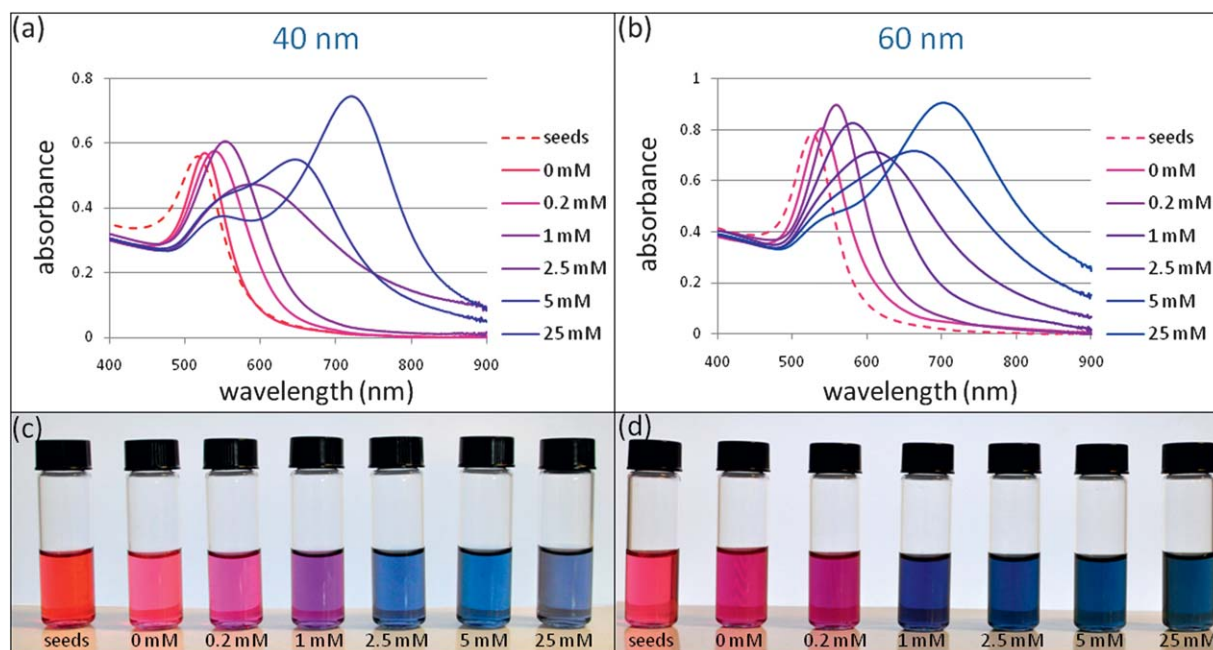 (a)
40 nm
absorbance
0.8
0.6
0.4
0.2
0
400 500 600 700 800 900
wavelength (nm)
seeds
0 mM
0.2 mM
1 mM
2.5 mM
5 mM
25 mM
(b)
60 nm
absorbance
1
0.8
0.6
0.4
0.2
0
400 500 600 700 800 900
wavelength (nm)
seeds
0 mM
0.2 mM
1 mM
2.5 mM
5 mM
25 mM
(c)
seeds 0 mM 0.2 mM 1 mM 2.5 mM 5 mM 25 mM
(d)
seeds 0 mM 0.2 mM 1 mM 2.5 mM 5 mM 25 mM